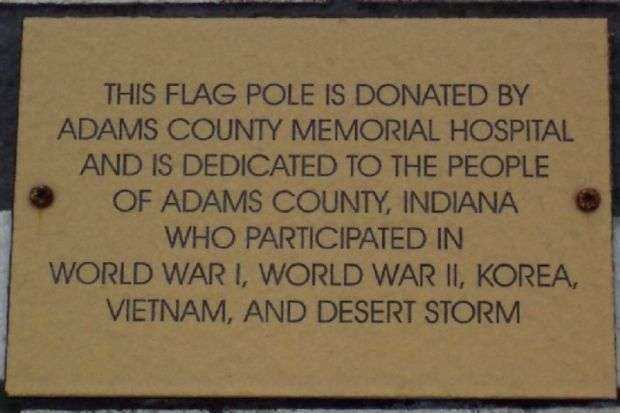 THIS FLAG POLE IS DONATED BY
ADAMS COUNTY MEMORIAL HOSPITAL
AND IS DEDICATED TO THE PEOPLE
OF ADAMS COUNTY, INDIANA
WHO PARTICIPATED IN
WORLD WAR I, WORLD WAR II, KOREA,
VIETNAM, AND DESERT STORM